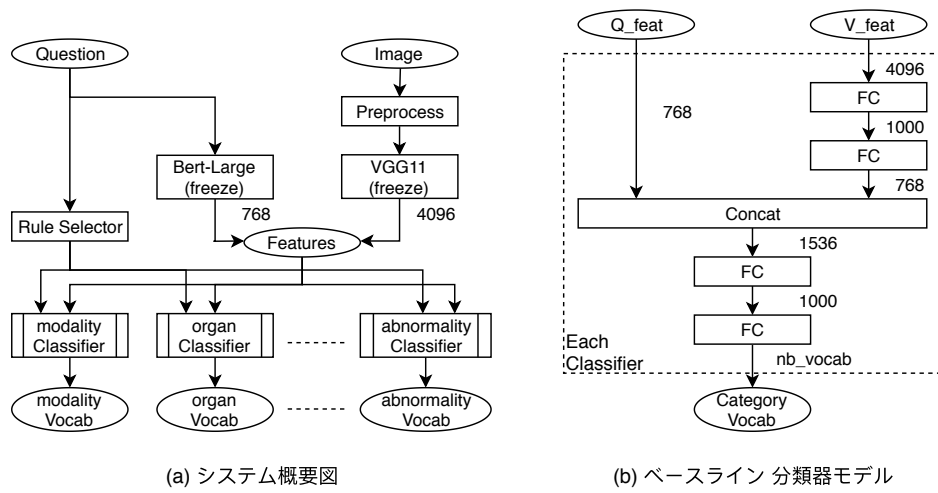 Question
Image
Preprocess
Bert-Large
(freeze)
VGG11
(freeze)
768
4096
Rule Selector
Features
modality
Classifier
organ
Classifier
abnormality
Classifier
modality
Vocab
organ
Vocab
abnormality
Vocab
(a) システム概要図
Q_feat
V_feat
4096
FC
768
1000
FC
768
Concat
1536
FC
1000
FC
Each
Classifier
nb_vocab
Category
Vocab
(b) ベースライン 分類器モデル